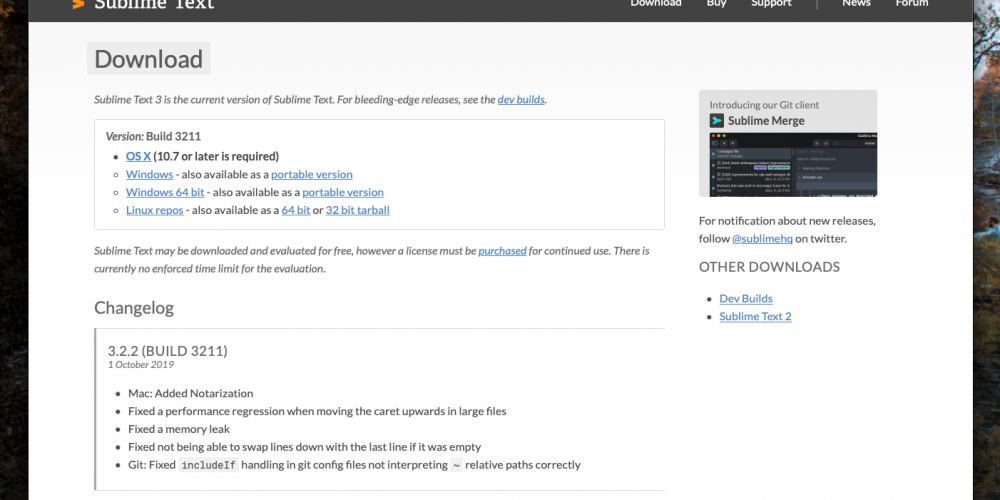 Sublime Text
Download Buy Support | News Forum
Download
Sublime Text 3 is the current version of Sublime Text. For bleeding-edge releases, see the dev builds.
Version: Build 3211
OS X (10.7 or later is required)
Windows - also available as a portable version
Windows 64 bit - also available as a portable version
Linux repos - also available as a 64 bit or 32 bit tarball
Sublime Text may be downloaded and evaluated for free, however a license must be purchased for continued use. There is
currently no enforced time limit for the evaluation.
Changelog
3.2.2 (BUILD 3211)
1 October 2019
Mac: Added Notarization
Fixed a performance regression when moving the caret upwards in large files
Fixed a memory leak
Fixed not being able to swap lines down with the last line if it was empty
Git: Fixed includeIf handling in git config files not interpreting ~ relative paths correctly
Introducing our Git client
Sublime Merge
For notification about new releases,
follow @sublimehq on twitter.
OTHER DOWNLOADS
Dev Builds
Sublime Text 2